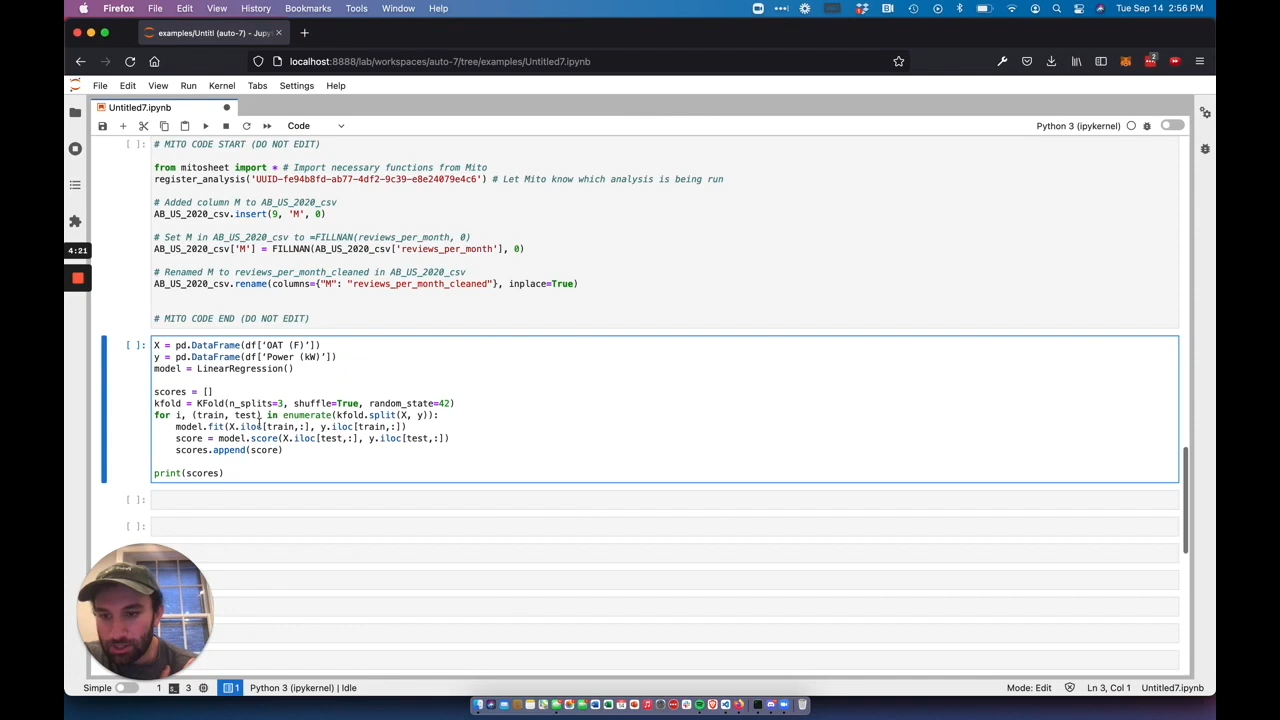 Firefox File Edit View History Bookmarks Tools Window Help Tue Sep 14 2:56 PM
examples/Untitl (auto-7) - Jupyt
localhost:8888/lab/workspaces/auto-7/tree/examples/Untitled7.ipynb
2
File Edit View Run Kernel Tabs Settings Help
Untitled7.ipynb
Code Python 3 (ipykernel)
[ ]: # MITO CODE START (DO NOT EDIT)
from mitosheet import * # Import necessary functions from Mito
register_analysis('UUID-fe94b8fd-ab77-4df2-9c39-e8e24079e4c6') # Let Mito know which analysis is being run
# Added column M to AB_US_2020_csv
AB_US_2020_csv.insert(9, 'M', 0)
# Set M in AB_US_2020_csv to =FILLNAN(reviews_per_month, 0)
AB_US_2020_csv['M'] = FILLNAN(AB_US_2020_csv['reviews_per_month'], 0)
4:21
# Renamed M to reviews_per_month_cleaned in AB_US_2020_csv
AB_US_2020_csv.rename(columns={"M": "reviews_per_month_cleaned"}, inplace=True)
# MITO CODE END (DO NOT EDIT)
[ ]: X = pd.DataFrame(df[‘OAT (F)’])
y = pd.DataFrame(df[‘Power (kW)’])
model = LinearRegression()
scores = []
kfold = KFold(n_splits=3, shuffle=True, random_state=42)
for i, (train, test) in enumerate(kfold.split(X, y)):
model.fit(X.iloc[train,:], y.iloc[train,:])
score = model.score(X.iloc[test,:], y.iloc[test,:])
scores.append(score)
print(scores)
[ ]:
[ ]:
[ ]:
Simple 1 3 1 Python 3 (ipykernel) | Idle Mode: Edit Ln 3, Col 1 Untitled7.ipynb